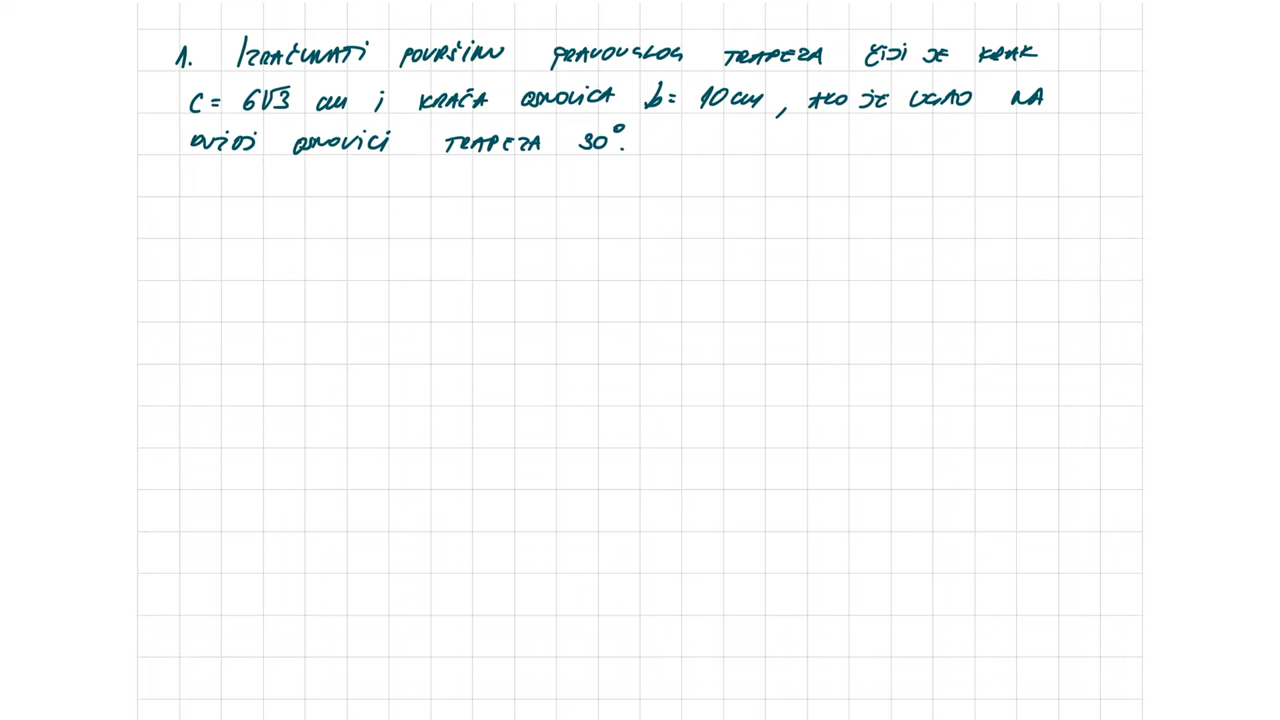 1. IZRAČUNATI POVRŠINU PRAVOUGLOG TRAPEZA ČIJI JE KRAK
C = 6√3 cm i KRAĆA OSNOVICA b = 10 cm, AKO JE UGAO NA
DUŽOJ OSNOVICI TRAPEZA 30°.